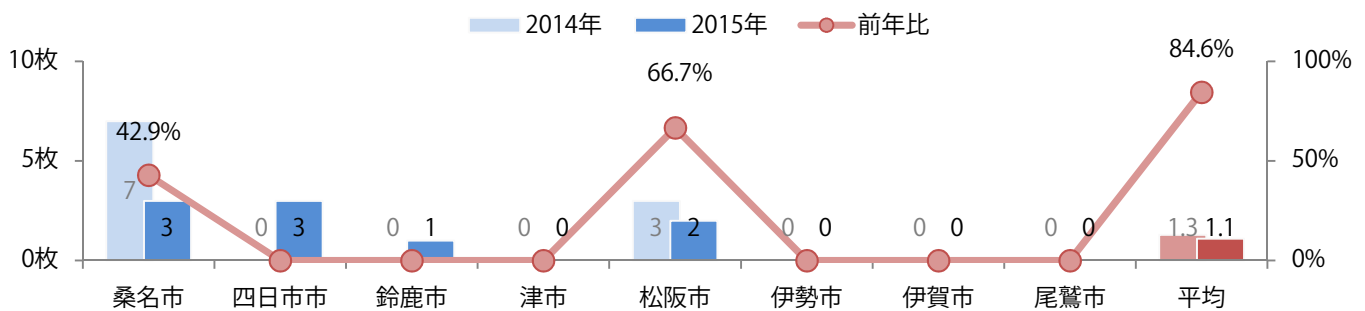 2014年 2015年 前年比
10枚 5枚 0枚
100% 50% 0%
42.9% 66.7% 84.6%
7 3 0 3 0 1 0 0 3 2 0 0 0 0 0 0 1.3 1.1
桑名市 四日市市 鈴鹿市 津市 松阪市 伊勢市 伊賀市 尾鷲市 平均